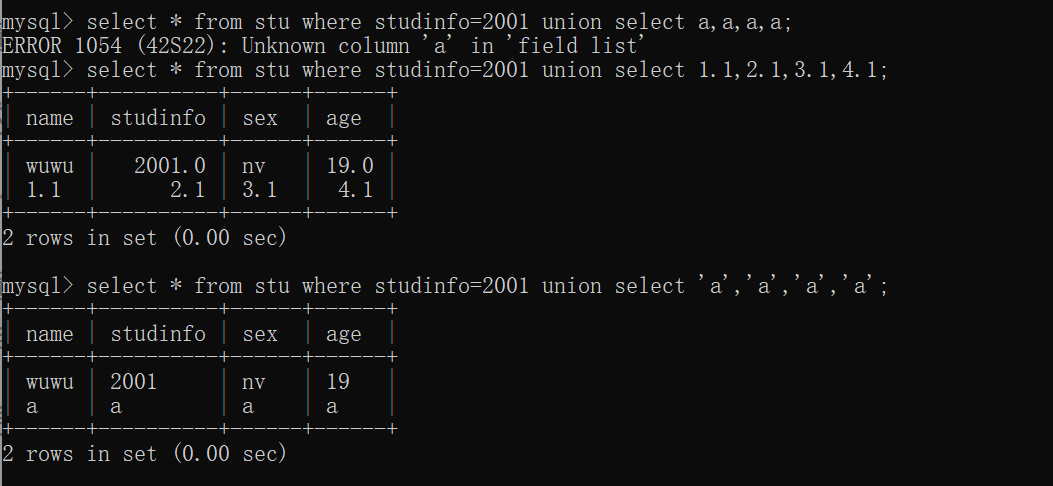 mysql> select * from stu where studinfo=2001 union select a,a,a,a;
ERROR 1054 (42S22): Unknown column 'a' in 'field list'
mysql> select * from stu where studinfo=2001 union select 1.1,2.1,3.1,4.1;
+------+----------+------+------+
| name | studinfo | sex  | age  |
+------+----------+------+------+
| wuwu |   2001.0 | nv   | 19.0 |
| 1.1  |      2.1 | 3.1  |  4.1 |
+------+----------+------+------+
2 rows in set (0.00 sec)
mysql> select * from stu where studinfo=2001 union select 'a','a','a','a';
+------+----------+------+------+
| name | studinfo | sex  | age  |
+------+----------+------+------+
| wuwu | 2001     | nv   | 19   |
| a    | a        | a    | a    |
+------+----------+------+------+
2 rows in set (0.00 sec)